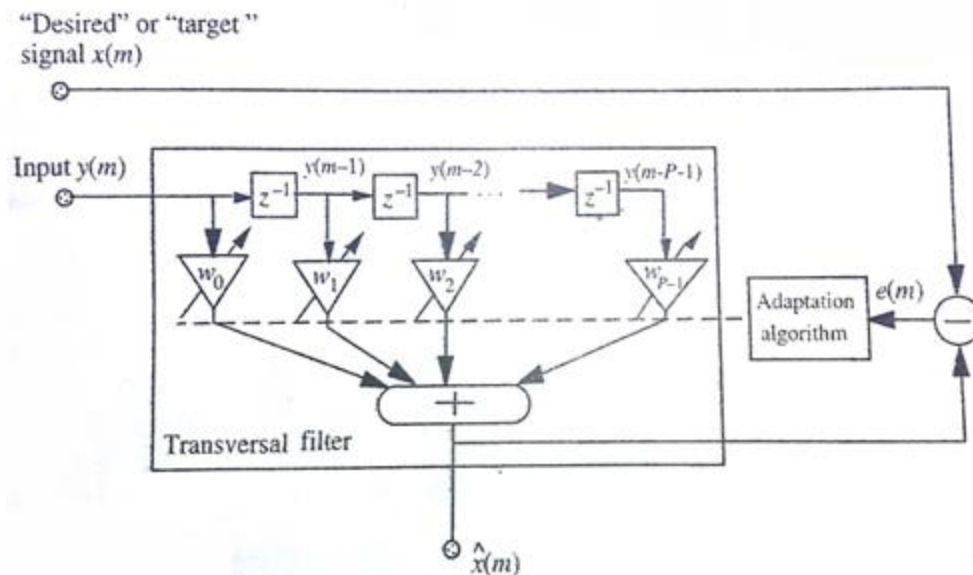 “Desired” or “target”
signal x(m)
Input y(m)
z⁻¹
y(m–1)
z⁻¹
y(m–2)
. . .
z⁻¹
y(m-P-1)
w₀
w₁
w₂
wP–1
Adaptation
algorithm
e(m)
–
+
Transversal filter
x̂(m)